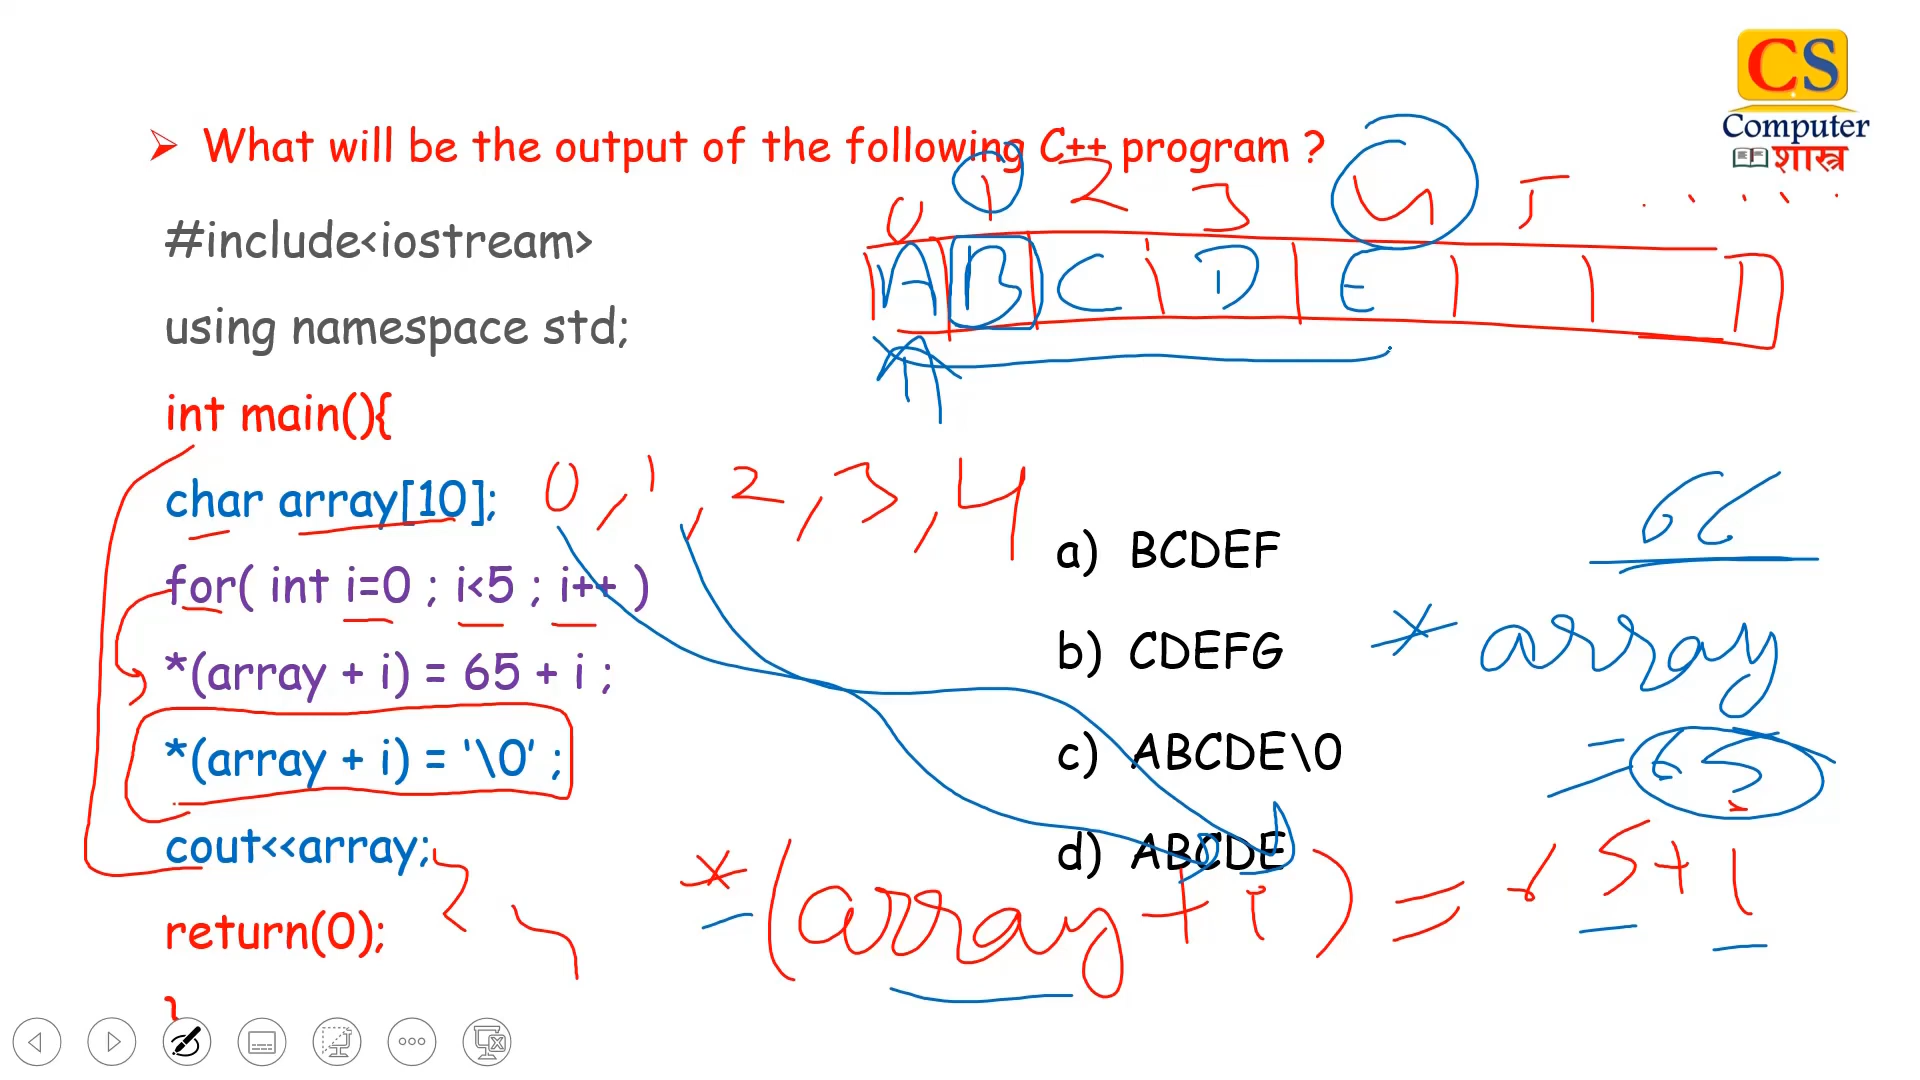 CS
Computer
शास्त्र
➢ What will be the output of the following C++ program ?
0 1 2 3 4 5 . . . . .
A B C D E
#include<iostream>
using namespace std;
int main(){
char array[10];
0 , 1 , 2 , 3 , 4
for( int i=0 ; i<5 ; i++ )
*(array + i) = 65 + i ;
*(array + i) = '\0' ;
cout<<array;
return(0);
}
a) BCDEF
b) CDEFG
c) ABCDE\0
d) ABCDE
66
* array
= 65
*(array + i) = 65 + 1